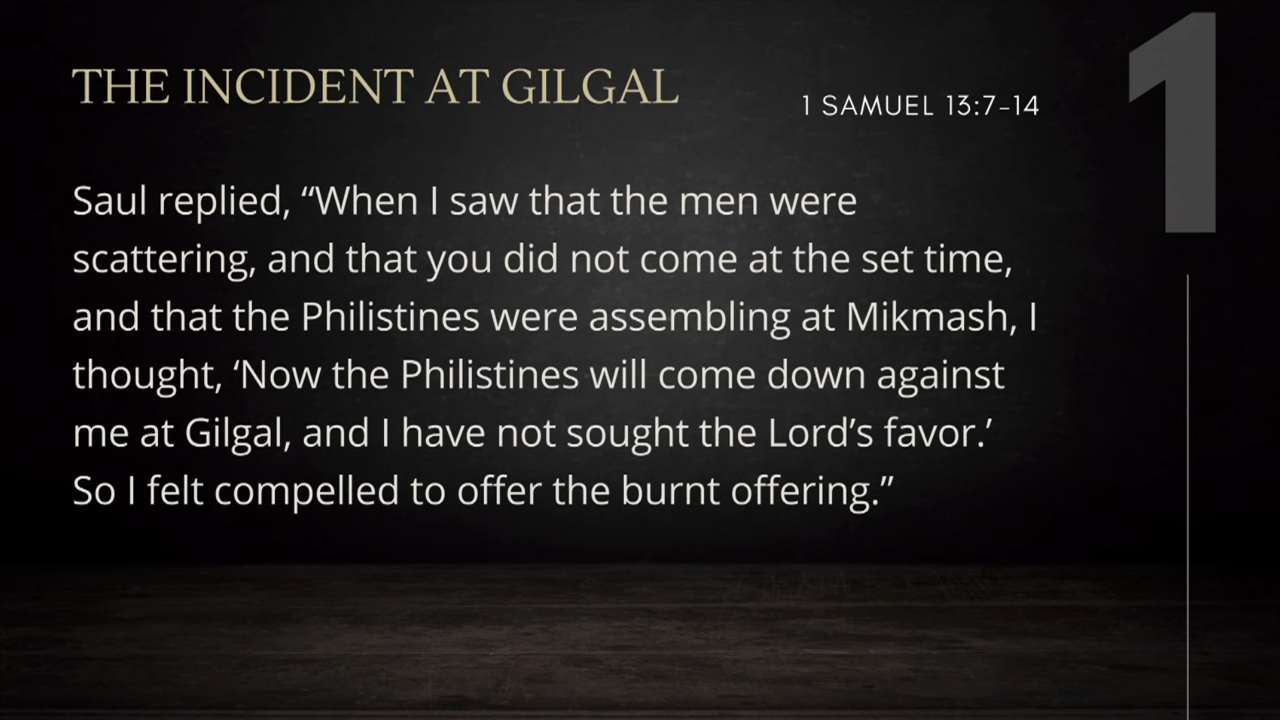 THE INCIDENT AT GILGAL
1 SAMUEL 13:7–14
1
Saul replied, “When I saw that the men were
scattering, and that you did not come at the set time,
and that the Philistines were assembling at Mikmash, I
thought, ‘Now the Philistines will come down against
me at Gilgal, and I have not sought the Lord’s favor.’
So I felt compelled to offer the burnt offering.”